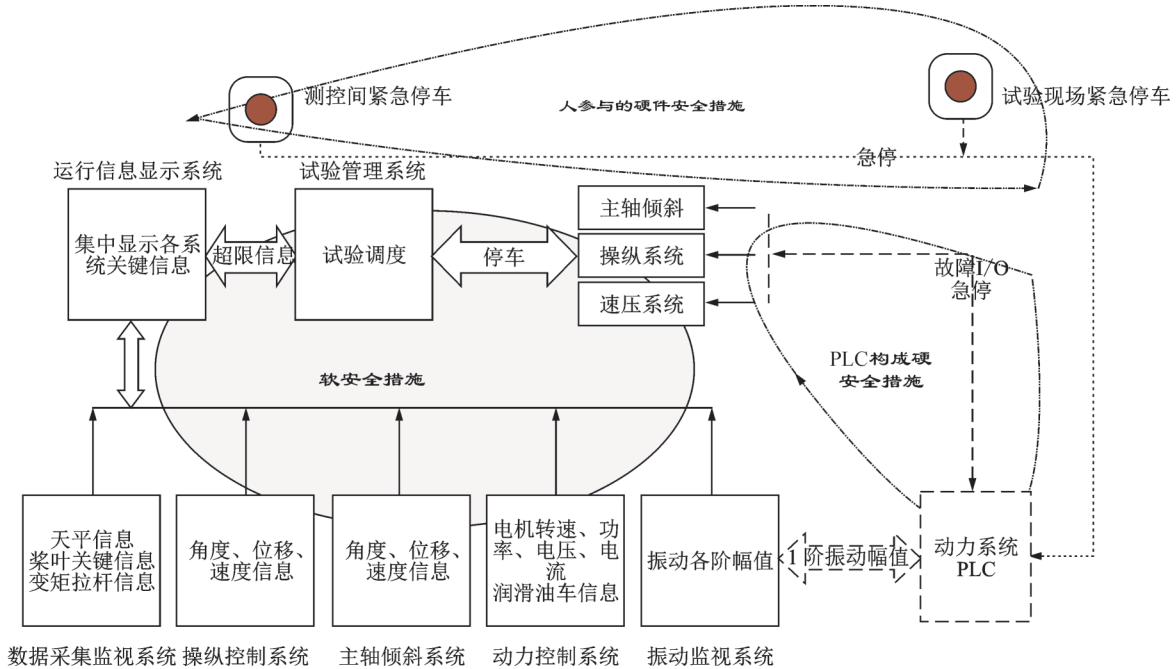 测控间紧急停车
人参与的硬件安全措施
试验现场紧急停车
急停
运行信息显示系统
试验管理系统
集中显示各系
统关键信息
超限信息
试验调度
停车
主轴倾斜
操纵系统
速压系统
故障I/O
急停
PLC构成硬
安全措施
软安全措施
天平信息
桨叶关键信息
变矩拉杆信息
角度、位移、
速度信息
角度、位移、
速度信息
电机转速、功
率、电压、电
流
润滑油车信息
振动各阶幅值
1阶振动幅值
动力系统
PLC
数据采集监视系统
操纵控制系统
主轴倾斜系统
动力控制系统
振动监视系统